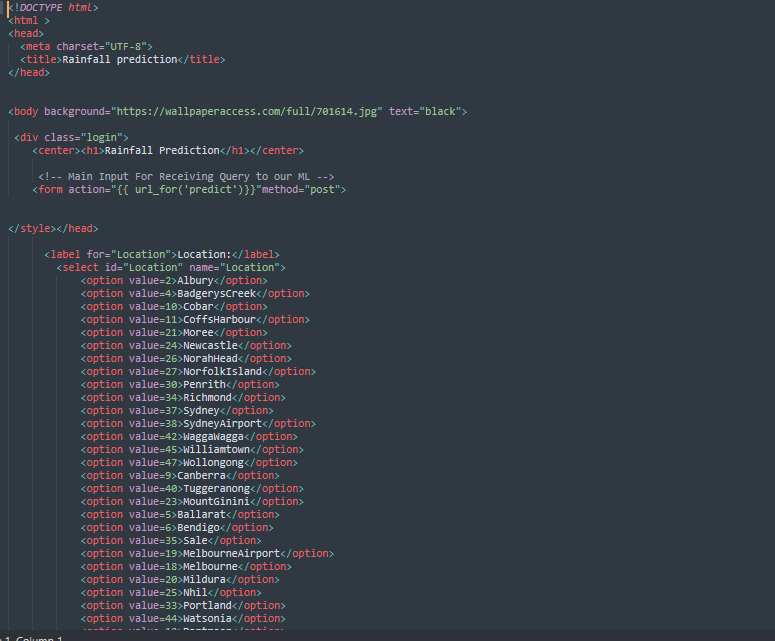 <!DOCTYPE html>
<html >
<head>
<meta charset="UTF-8">
<title>Rainfall prediction</title>
</head>
<body background="https://wallpaperaccess.com/full/701614.jpg" text="black">
<div class="login">
<center><h1>Rainfall Prediction</h1></center>
<!-- Main Input For Receiving Query to our ML -->
<form action="{{ url_for('predict')}}"method="post">
</style></head>
<label for="Location">Location:</label>
<select id="Location" name="Location">
<option value=2>Albury</option>
<option value=4>BadgerysCreek</option>
<option value=10>Cobar</option>
<option value=11>CoffsHarbour</option>
<option value=21>Moree</option>
<option value=24>Newcastle</option>
<option value=26>NorahHead</option>
<option value=27>NorfolkIsland</option>
<option value=30>Penrith</option>
<option value=34>Richmond</option>
<option value=37>Sydney</option>
<option value=38>SydneyAirport</option>
<option value=42>WaggaWagga</option>
<option value=45>Williamtown</option>
<option value=47>Wollongong</option>
<option value=9>Canberra</option>
<option value=40>Tuggeranong</option>
<option value=23>MountGinini</option>
<option value=5>Ballarat</option>
<option value=6>Bendigo</option>
<option value=35>Sale</option>
<option value=19>MelbourneAirport</option>
<option value=18>Melbourne</option>
<option value=20>Mildura</option>
<option value=25>Nhil</option>
<option value=33>Portland</option>
<option value=44>Watsonia</option>
1, Column 1